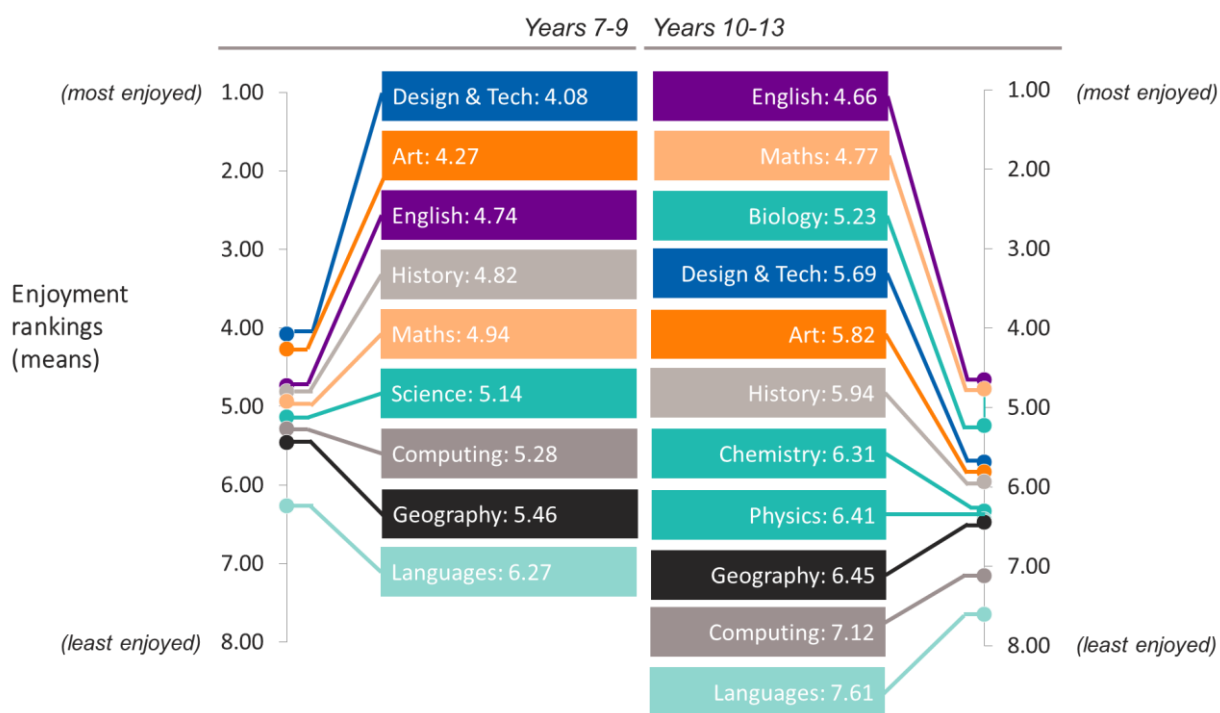 Years 7-9
Years 10-13
(most enjoyed)
1.00
2.00
3.00
4.00
5.00
6.00
7.00
8.00
(least enjoyed)
Enjoyment
rankings
(means)
Design & Tech: 4.08
Art: 4.27
English: 4.74
History: 4.82
Maths: 4.94
Science: 5.14
Computing: 5.28
Geography: 5.46
Languages: 6.27
English: 4.66
Maths: 4.77
Biology: 5.23
Design & Tech: 5.69
Art: 5.82
History: 5.94
Chemistry: 6.31
Physics: 6.41
Geography: 6.45
Computing: 7.12
Languages: 7.61
1.00
(most enjoyed)
2.00
3.00
4.00
5.00
6.00
7.00
8.00
(least enjoyed)